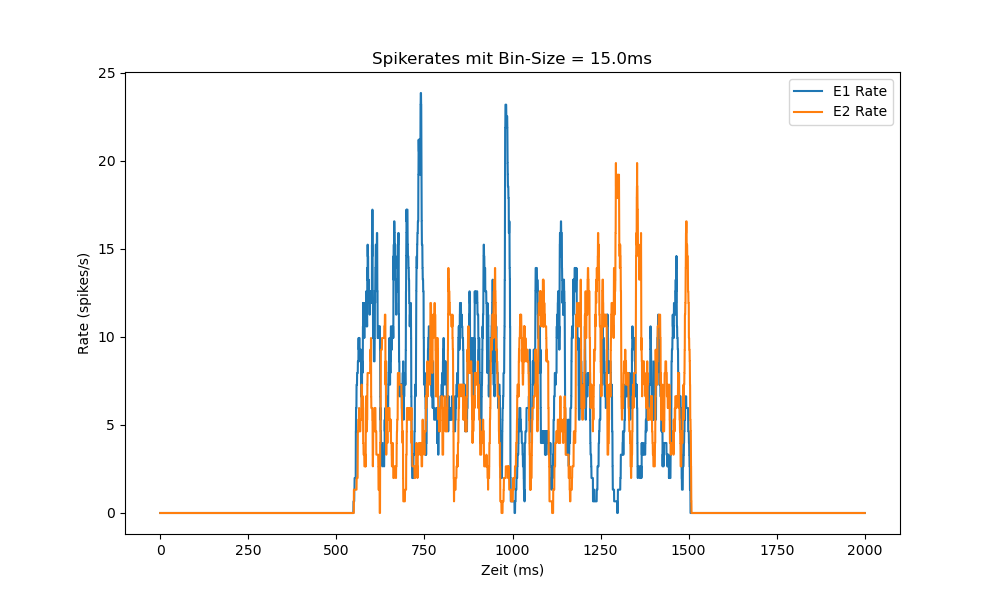 Spikerates mit Bin-Size = 15.0ms
E1 Rate
E2 Rate
25
20
15
10
5
0
Rate (spikes/s)
0 250 500 750 1000 1250 1500 1750 2000
Zeit (ms)